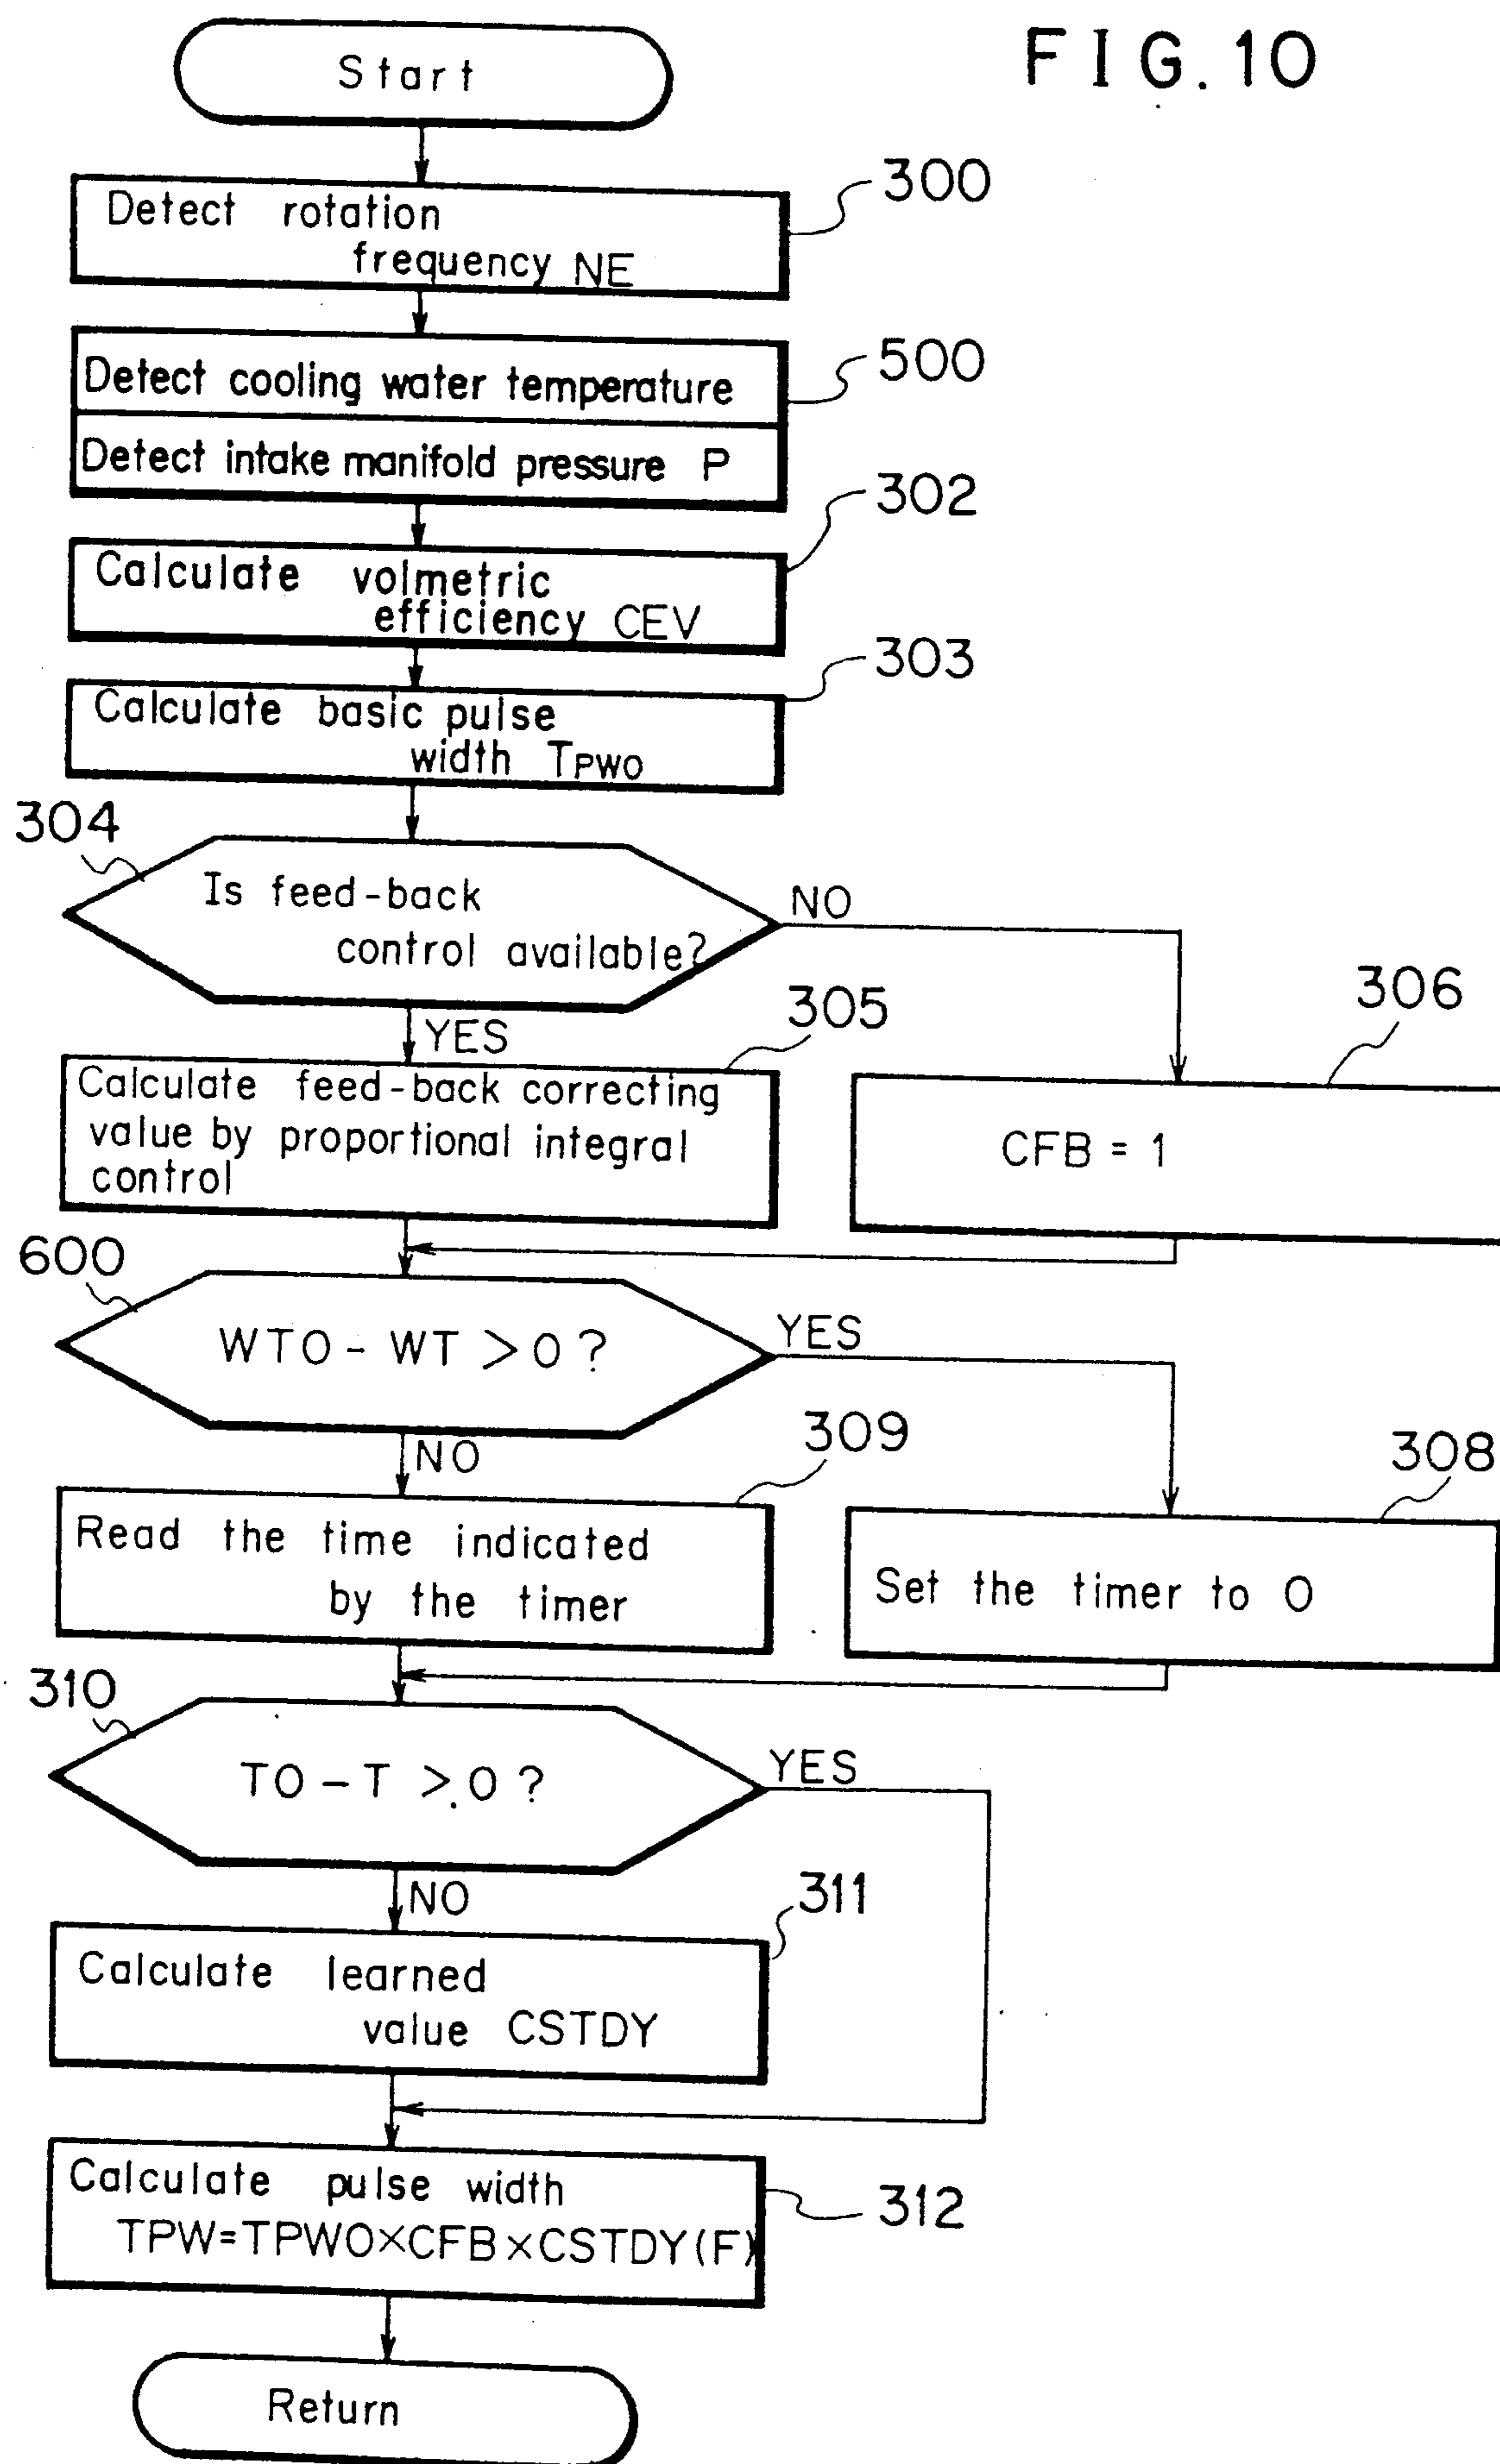 FIG. 10
Start
300
Detect rotation
frequency NE
500
Detect cooling water temperature
Detect intake manifold pressure P
302
Calculate volmetric
efficiency CEV
303
Calculate basic pulse
width TPWO
304
Is feed-back
control available?
NO
YES
305
Calculate feed-back correcting
value by proportional integral
control
306
CFB = 1
600
WTO - WT > 0 ?
YES
NO
309
Read the time indicated
by the timer
308
Set the timer to 0
310
TO - T > 0 ?
YES
NO
311
Calculate learned
value CSTDY
Calculate pulse width
TPW=TPWO×CFB×CSTDY(F)
312
Return